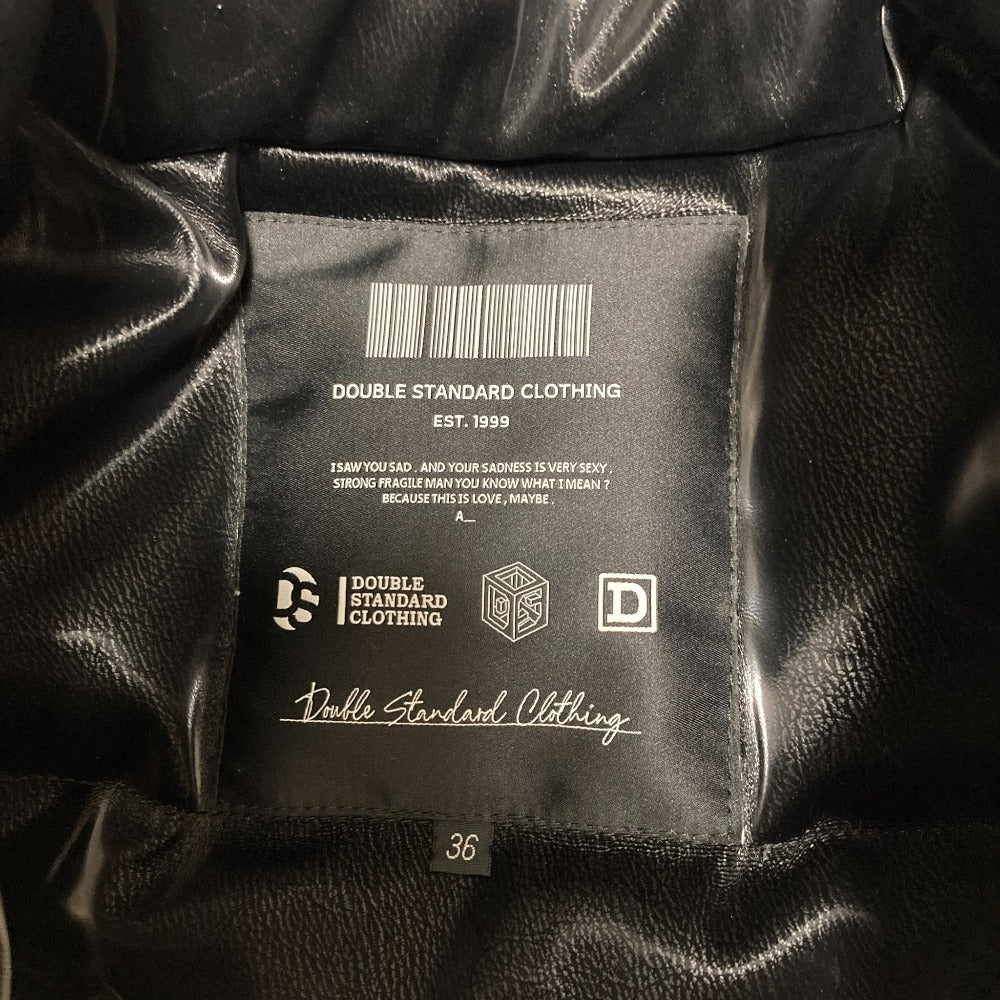 DOUBLE STANDARD CLOTHING
EST. 1999
I SAW YOU SAD . AND YOUR SADNESS IS VERY SEXY .
STRONG FRAGILE MAN YOU KNOW WHAT I MEAN ?
BECAUSE THIS IS LOVE , MAYBE .
A__
DS
DOUBLE
STANDARD
CLOTHING
D
Double Standard Clothing
36